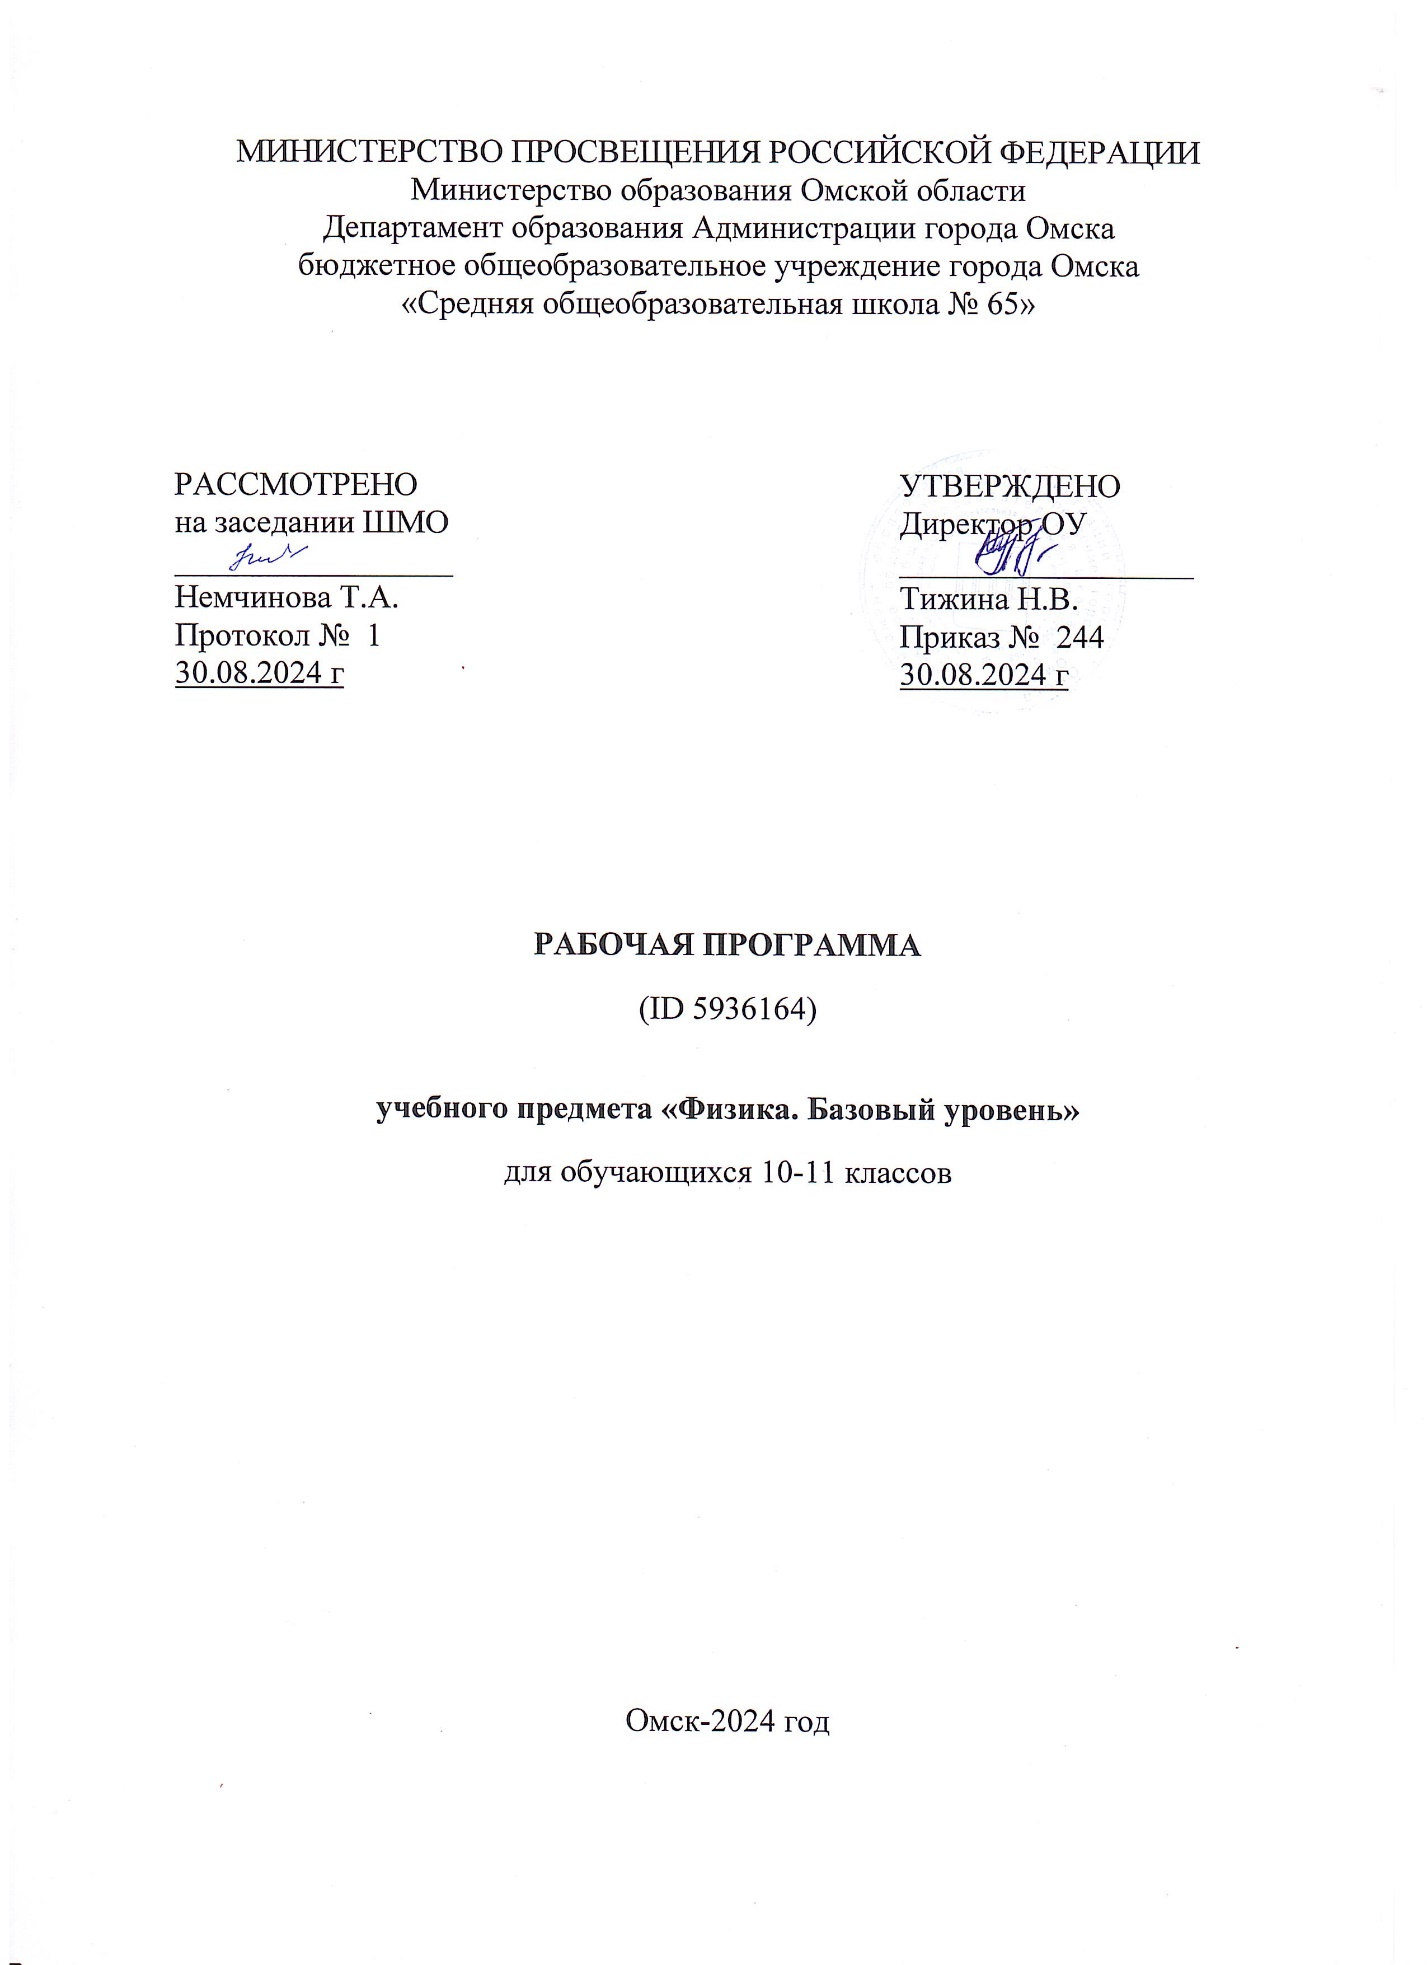 МИНИСТЕРСТВО ПРОСВЕЩЕНИЯ РОССИЙСКОЙ ФЕДЕРАЦИИ
Министерство образования Омской области
Департамент образования Администрации города Омска
бюджетное общеобразовательное учреждение города Омска
«Средняя общеобразовательная школа № 65»
РАССМОТРЕНО
на заседании ШМО
Немчинова Т.А.
Протокол № 1
30.08.2024 г
УТВЕРЖДЕНО
Директор ОУ
Тижина Н.В.
Приказ № 244
30.08.2024 г
РАБОЧАЯ ПРОГРАММА
(ID 5936164)
учебного предмета «Физика. Базовый уровень»
для обучающихся 10-11 классов
Омск-2024 год